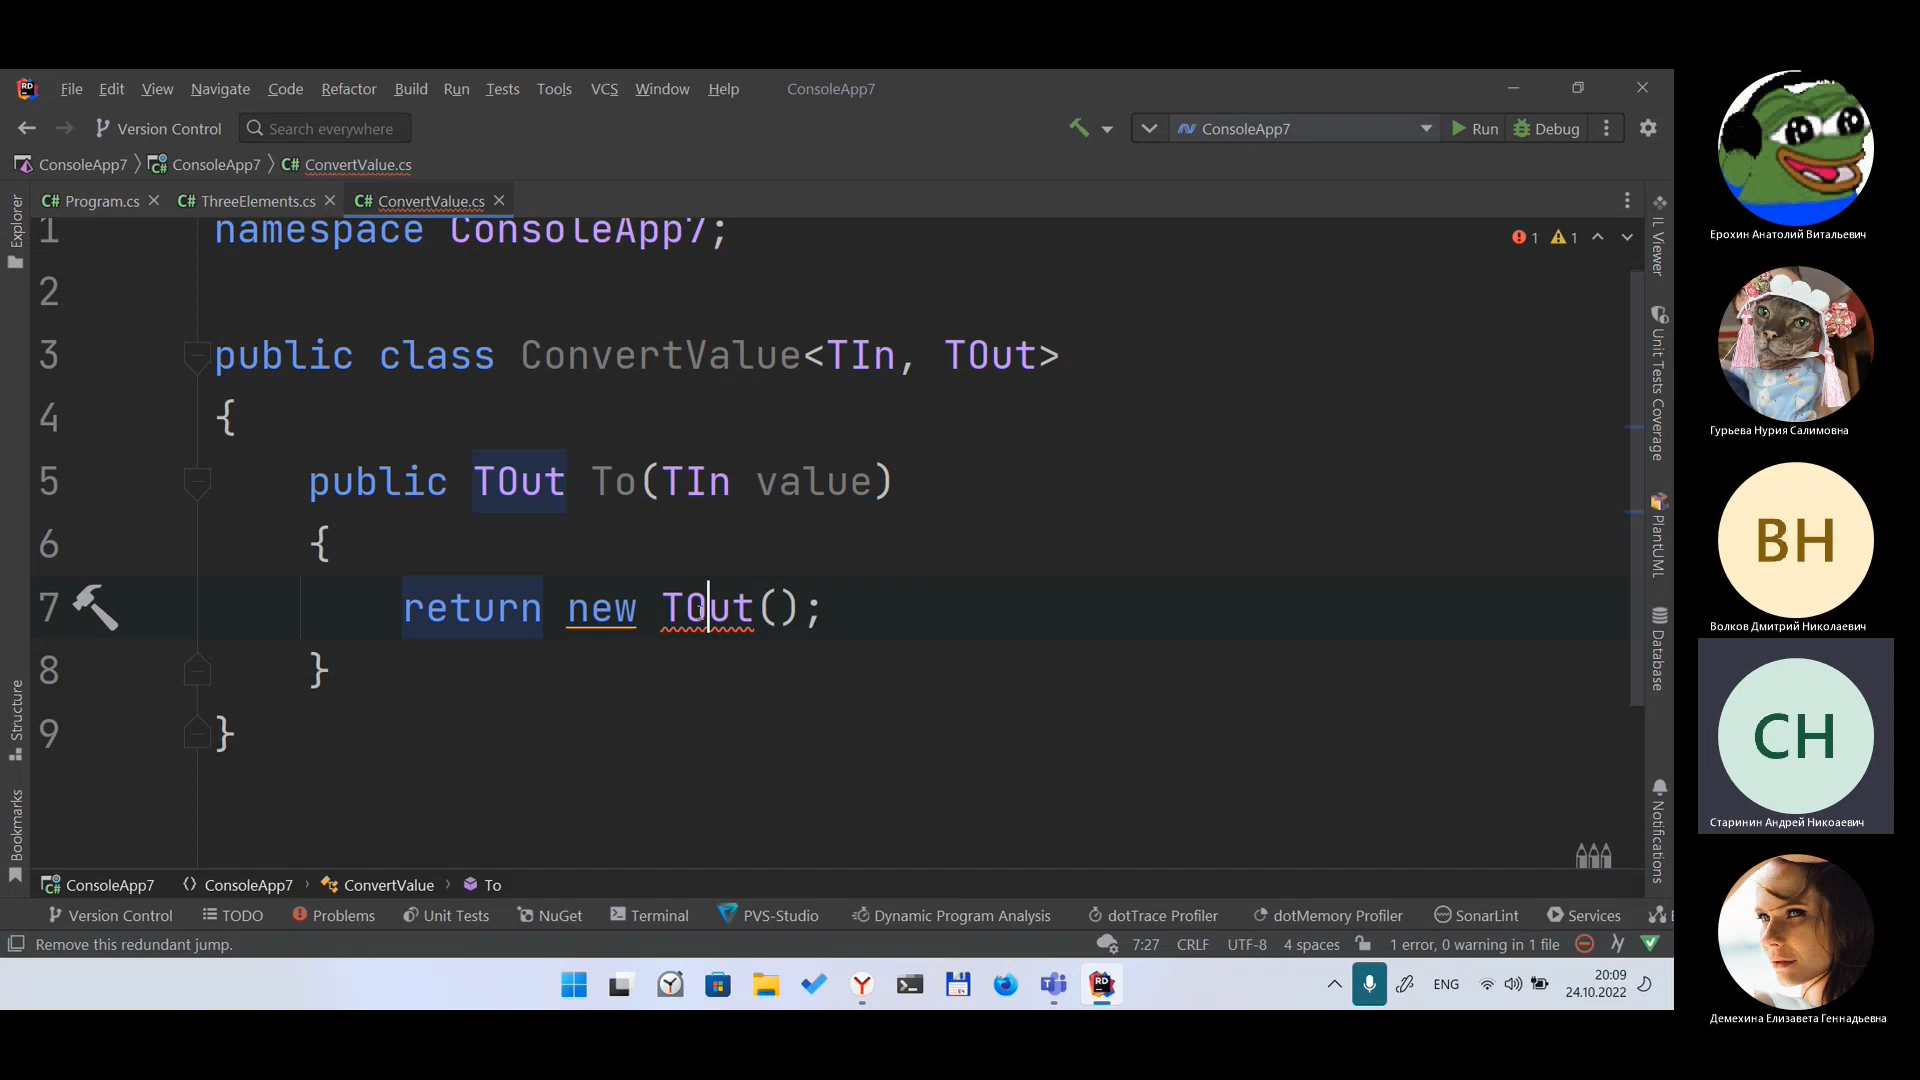 File Edit View Navigate Code Refactor Build Run Tests Tools VCS Window Help ConsoleApp7
Version Control Search everywhere ConsoleApp7 Run Debug
ConsoleApp7 ConsoleApp7 C# ConvertValue.cs
C# Program.cs C# ThreeElements.cs C# ConvertValue.cs
1 namespace ConsoleApp7;
1 1
2
3 public class ConvertValue<TIn, TOut>
4 {
5 public TOut To(TIn value)
6 {
7 return new TOut();
8 }
9 }
Explorer
Structure
Bookmarks
IL Viewer
Unit Tests Coverage
PlantUML
Database
Notifications
ConsoleApp7 ConsoleApp7 ConvertValue To
Version Control TODO Problems Unit Tests NuGet Terminal PVS-Studio Dynamic Program Analysis dotTrace Profiler dotMemory Profiler SonarLint Services
Remove this redundant jump. 7:27 CRLF UTF-8 4 spaces 1 error, 0 warning in 1 file
ENG 20:09
24.10.2022
Ерохин Анатолий Витальевич
Гурьева Нурия Салимовна
ВН
Волков Дмитрий Николаевич
СН
Старинин Андрей Никоаевич
Демехина Елизавета Геннадьевна